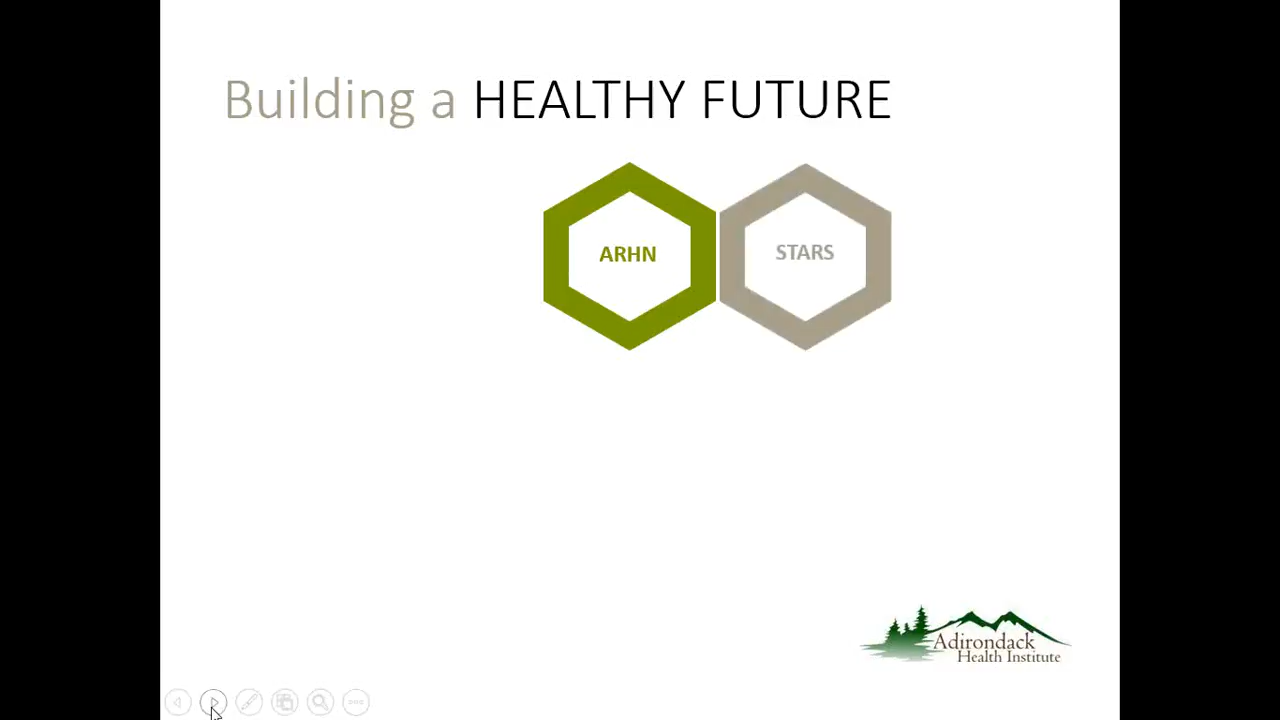 Building a HEALTHY FUTURE
ARHN
STARS
Adirondack
Health Institute